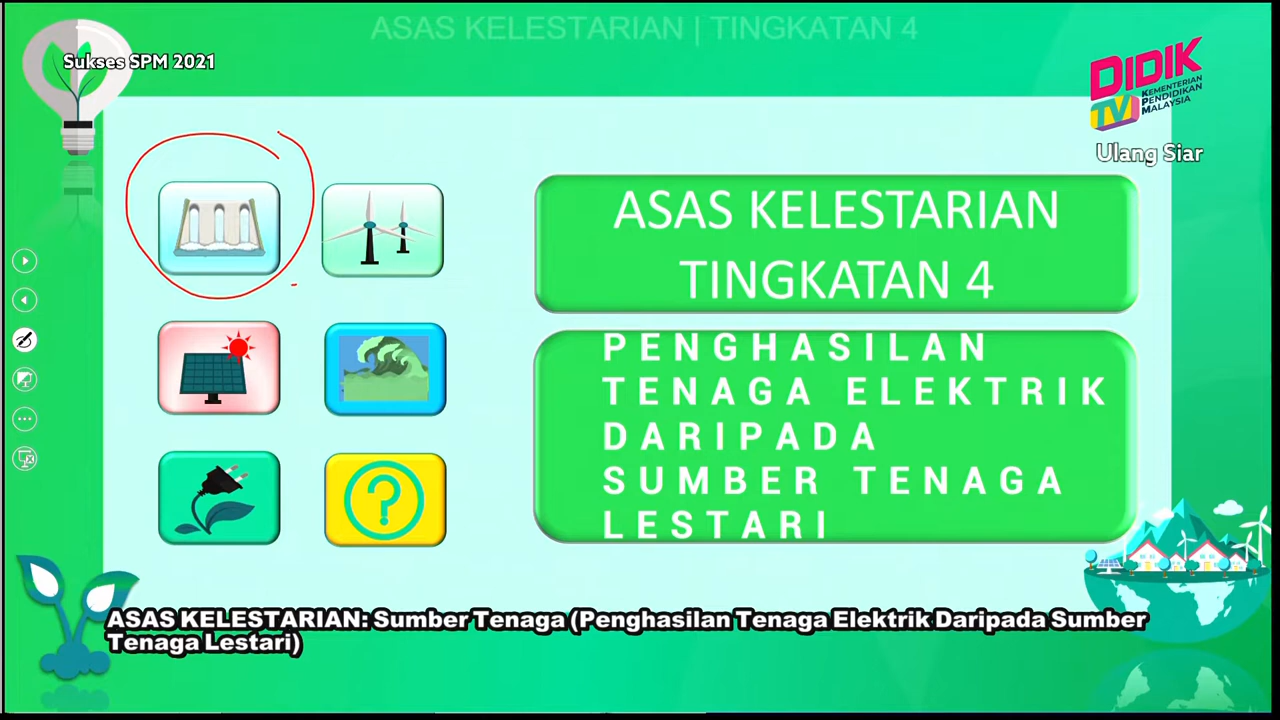 ASAS KELESTARIAN | TINGKATAN 4
Sukses SPM 2021
DIDIK
TV
KEMENTERIAN
PENDIDIKAN
MALAYSIA
Ulang Siar
ASAS KELESTARIAN
TINGKATAN 4
PENGHASILAN
TENAGA ELEKTRIK
DARIPADA
SUMBER TENAGA
LESTARI
?
ASAS KELESTARIAN: Sumber Tenaga (Penghasilan Tenaga Elektrik Daripada Sumber
Tenaga Lestari)